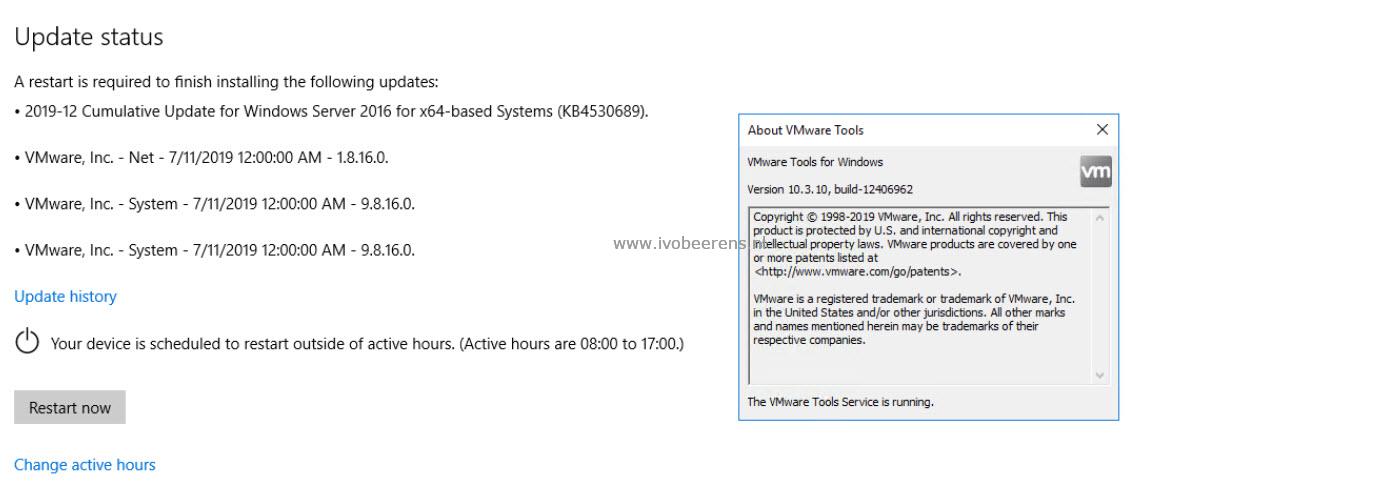 Update status
A restart is required to finish installing the following updates:
• 2019-12 Cumulative Update for Windows Server 2016 for x64-based Systems (KB4530689).
• VMware, Inc. - Net - 7/11/2019 12:00:00 AM - 1.8.16.0.
• VMware, Inc. - System - 7/11/2019 12:00:00 AM - 9.8.16.0.
• VMware, Inc. - System - 7/11/2019 12:00:00 AM - 9.8.16.0.
Update history
Your device is scheduled to restart outside of active hours. (Active hours are 08:00 to 17:00.)
Restart now
Change active hours
www.ivobeerens.nl
About VMware Tools
VMware Tools for Windows
vm
Version 10.3.10, build-12406962
Copyright © 1998-2019 VMware, Inc. All rights reserved. This
product is protected by U.S. and international copyright and
intellectual property laws. VMware products are covered by one
or more patents listed at
<http://www.vmware.com/go/patents>.
VMware is a registered trademark or trademark of VMware, Inc.
in the United States and/or other jurisdictions. All other marks
and names mentioned herein may be trademarks of their
respective companies.
The VMware Tools Service is running.